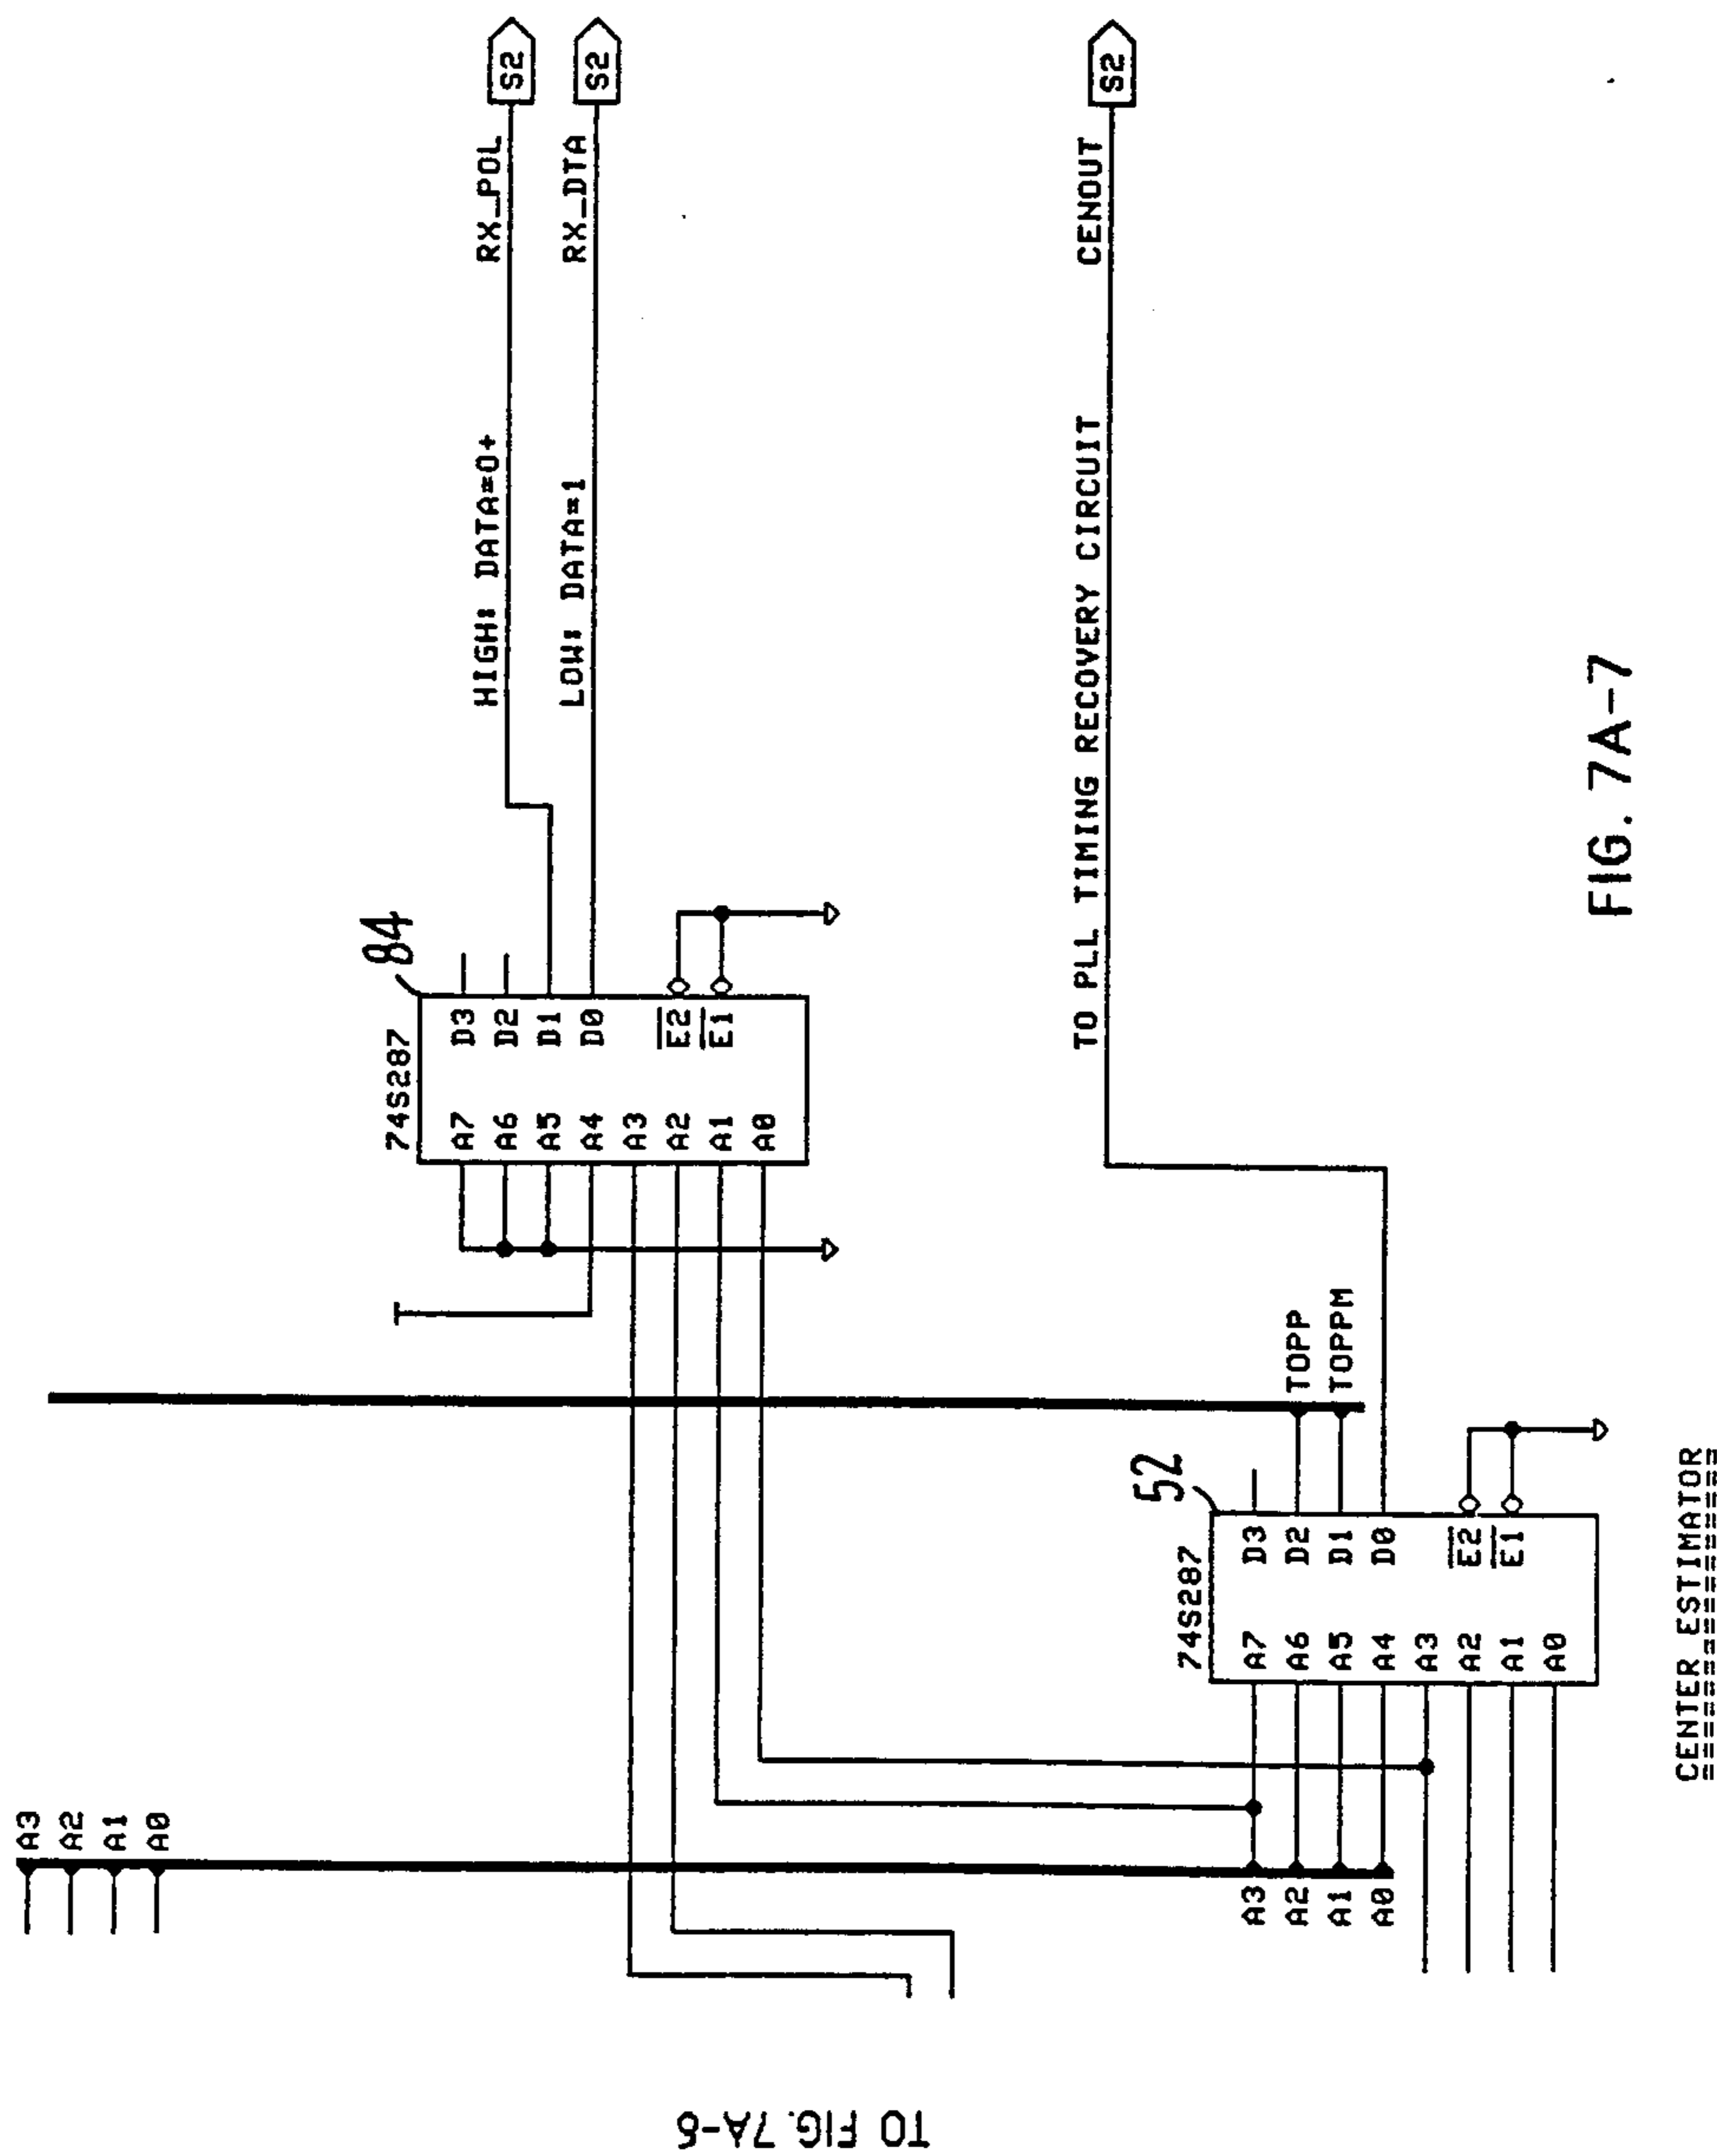 A3
A2
A1
A0
84
74S287
A7 D3
A6 D2
A5 D1
A4 D0
A3
A2 E2
A1 E1
A0
HIGH: DATA=0+ RX_POL S2
LOW: DATA=1 RX_DTA S2
TO PLL TIMING RECOVERY CIRCUIT CENOUT S2
52
74S287
A3 A7 D3 TOPP
A2 A6 D2 TOPPM
A1 A5 D1
A0 A4 D0
A3
A2 E2
A1 E1
A0
CENTER ESTIMATOR
================
FIG. 7A-7
TO FIG. 7A-6